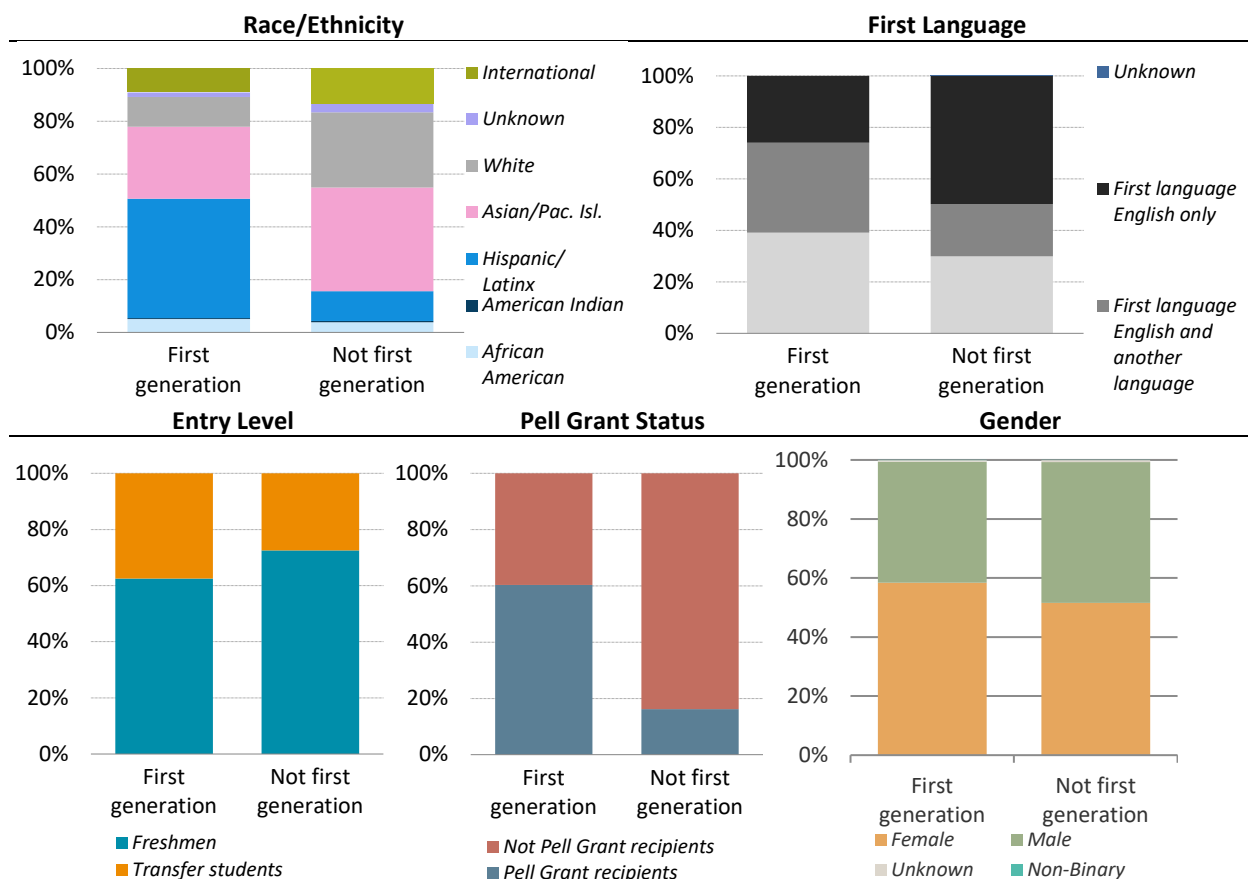 Race/Ethnicity
100%
80%
60%
40%
20%
0%
First
generation
Not first
generation
International
Unknown
White
Asian/Pac. Isl.
Hispanic/
Latinx
American Indian
African
American
First Language
100%
80%
60%
40%
20%
0%
First
generation
Not first
generation
Unknown
First language
English only
First language
English and
another
language
Entry Level
100%
80%
60%
40%
20%
0%
First
generation
Not first
generation
Freshmen
Transfer students
Pell Grant Status
100%
80%
60%
40%
20%
0%
First
generation
Not first
generation
Not Pell Grant recipients
Pell Grant recipients
Gender
100%
80%
60%
40%
20%
0%
First
generation
Not first
generation
Female
Male
Unknown
Non-Binary